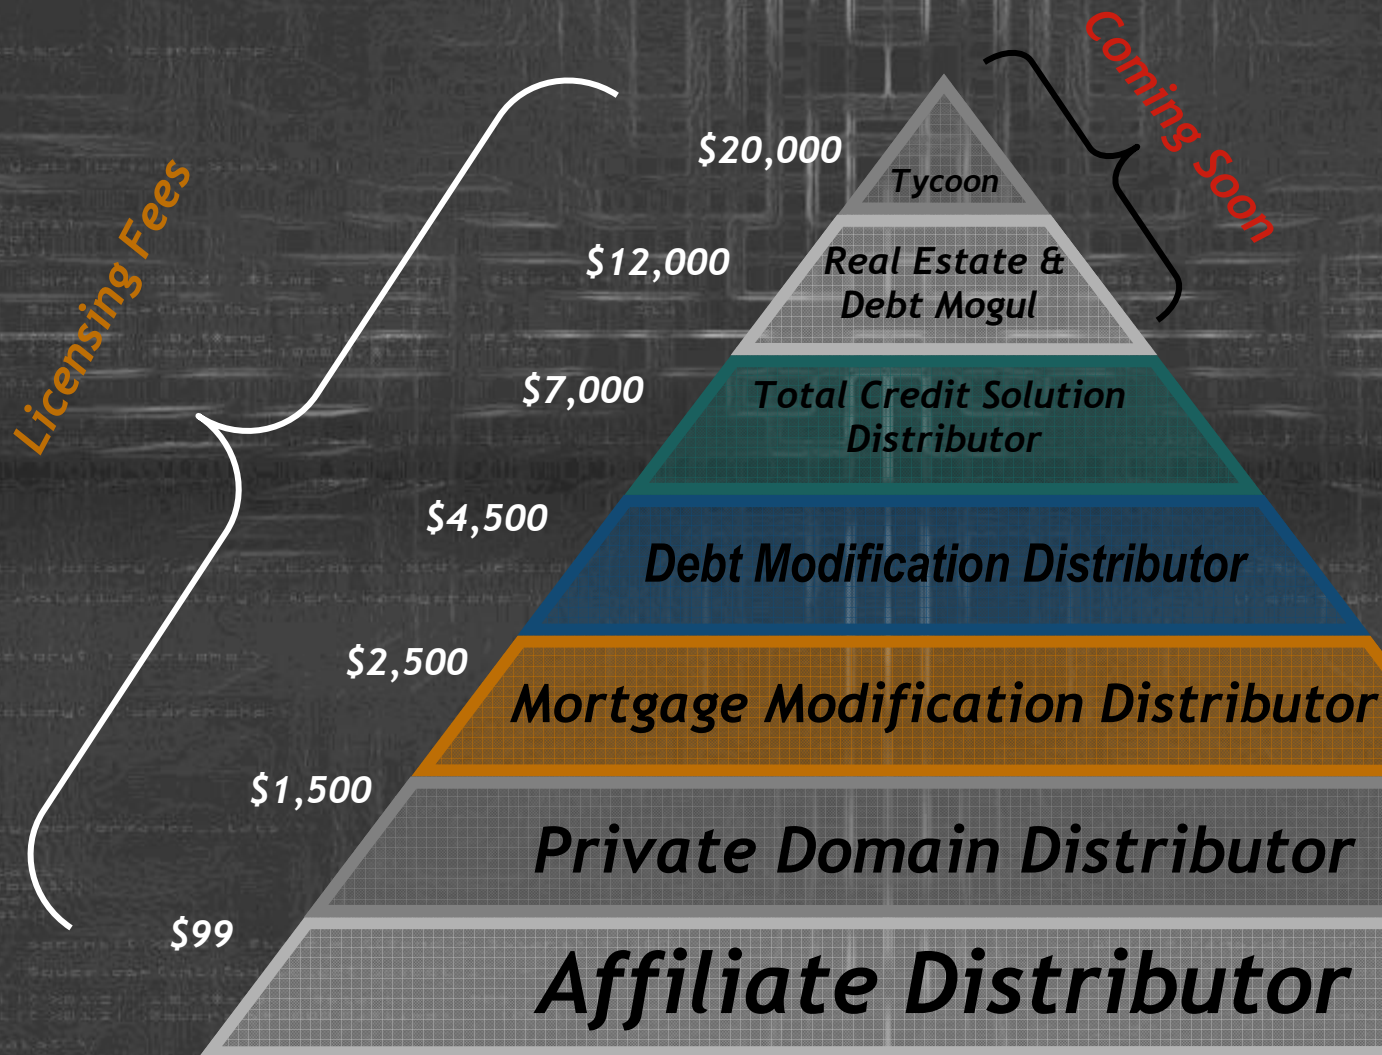 Coming Soon
Licensing Fees
$20,000
Tycoon
$12,000
Real Estate &
Debt Mogul
$7,000
Total Credit Solution
Distributor
$4,500
Debt Modification Distributor
$2,500
Mortgage Modification Distributor
$1,500
Private Domain Distributor
$99
Affiliate Distributor